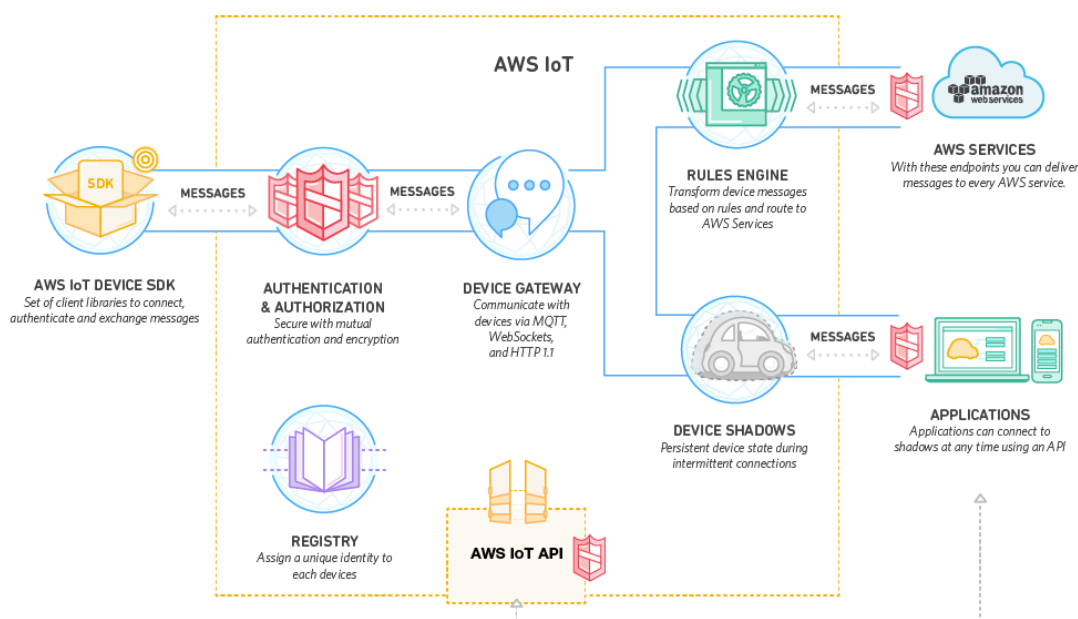 AWS IoT
SDK
MESSAGES
MESSAGES
MESSAGES
amazon
webservices
AWS SERVICES
With these endpoints you can deliver
messages to every AWS service.
RULES ENGINE
Transform device messages
based on rules and route to
AWS Services
AWS IoT DEVICE SDK
Set of client libraries to connect,
authenticate and exchange messages
AUTHENTICATION
& AUTHORIZATION
Secure with mutual
authentication and encryption
DEVICE GATEWAY
Communicate with
devices via MQTT,
WebSockets,
and HTTP 1.1
MESSAGES
DEVICE SHADOWS
Persistent device state during
intermittent connections
APPLICATIONS
Applications can connect to
shadows at any time using an API
REGISTRY
Assign a unique identity to
each devices
AWS IoT API